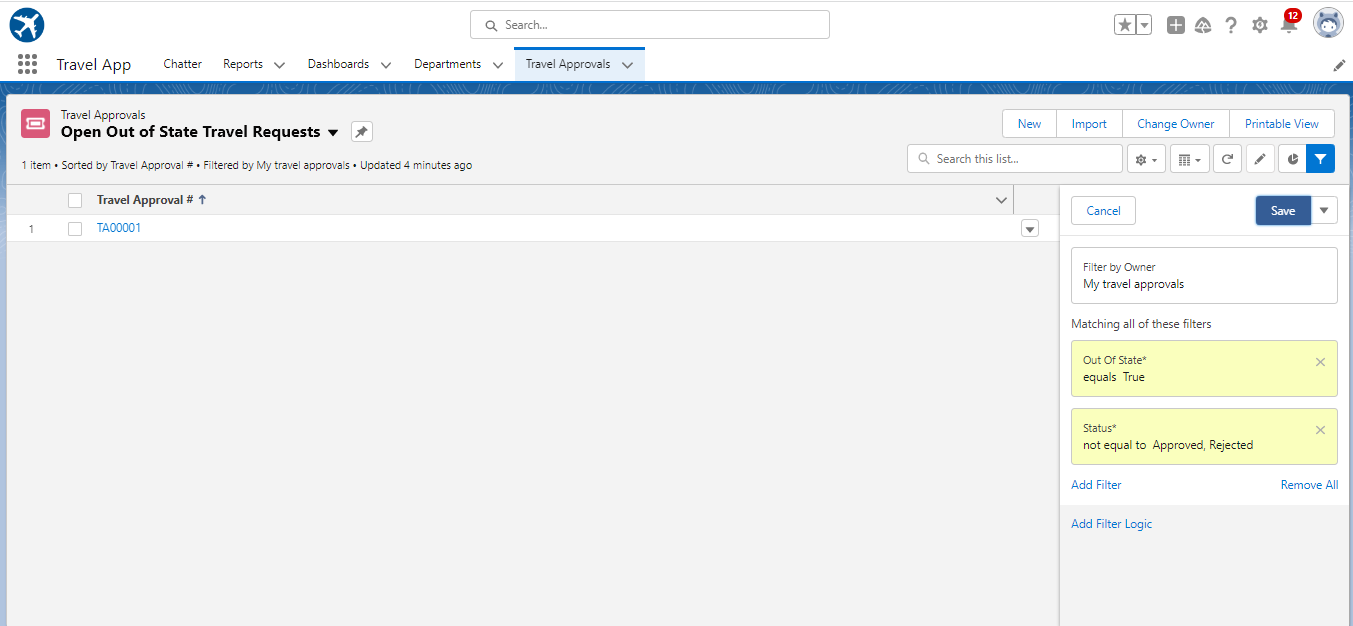 Search...
12
Travel App
Chatter
Reports
Dashboards
Departments
Travel Approvals
Travel Approvals
Open Out of State Travel Requests
New
Import
Change Owner
Printable View
1 item • Sorted by Travel Approval # • Filtered by My travel approvals • Updated 4 minutes ago
Search this list...
Travel Approval # ↑
1
TA00001
Cancel
Save
Filter by Owner
My travel approvals
Matching all of these filters
Out Of State*
equals True
Status*
not equal to Approved, Rejected
Add Filter
Remove All
Add Filter Logic